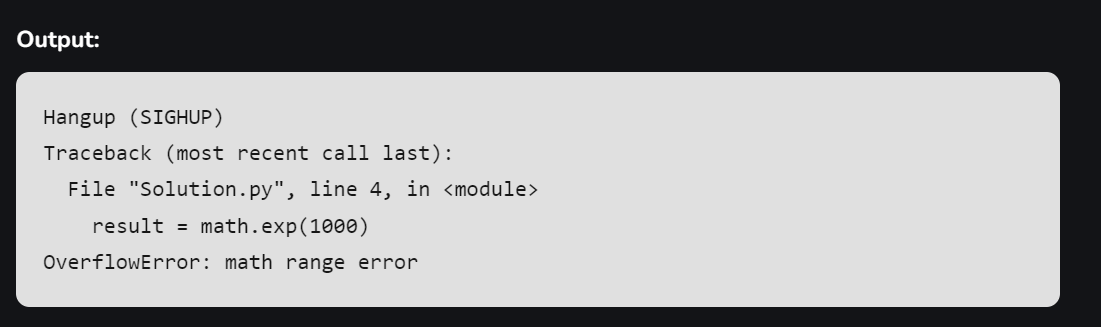 Output:
Hangup (SIGHUP)
Traceback (most recent call last):
  File "Solution.py", line 4, in <module>
    result = math.exp(1000)
OverflowError: math range error